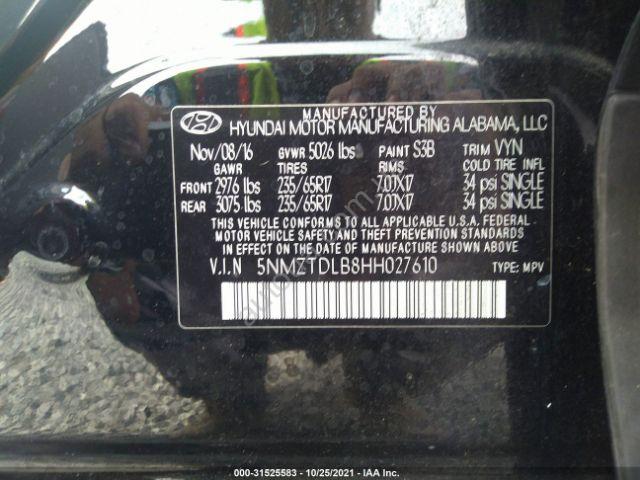 MANUFACTURED BY
HYUNDAI MOTOR MANUFACTURING ALABAMA, LLC
Nov/08/16 GVWR 5026 lbs PAINT S3B TRIM VYN
GAWR TIRES RIMS COLD TIRE INFL
FRONT 2976 lbs 235/65R17 7.0JX17 34 psi SINGLE
REAR 3075 lbs 235/65R17 7.0JX17 34 psi SINGLE
THIS VEHICLE CONFORMS TO ALL APPLICABLE U.S.A. FEDERAL
MOTOR VEHICLE SAFETY AND THEFT PREVENTION STANDARDS
IN EFFECT ON THE DATE OF MANUFACTURE SHOWN ABOVE.
V.I.N 5NMZTDLB8HH027610 TYPE: MPV
000-31525583 - 10/25/2021 - IAA Inc.